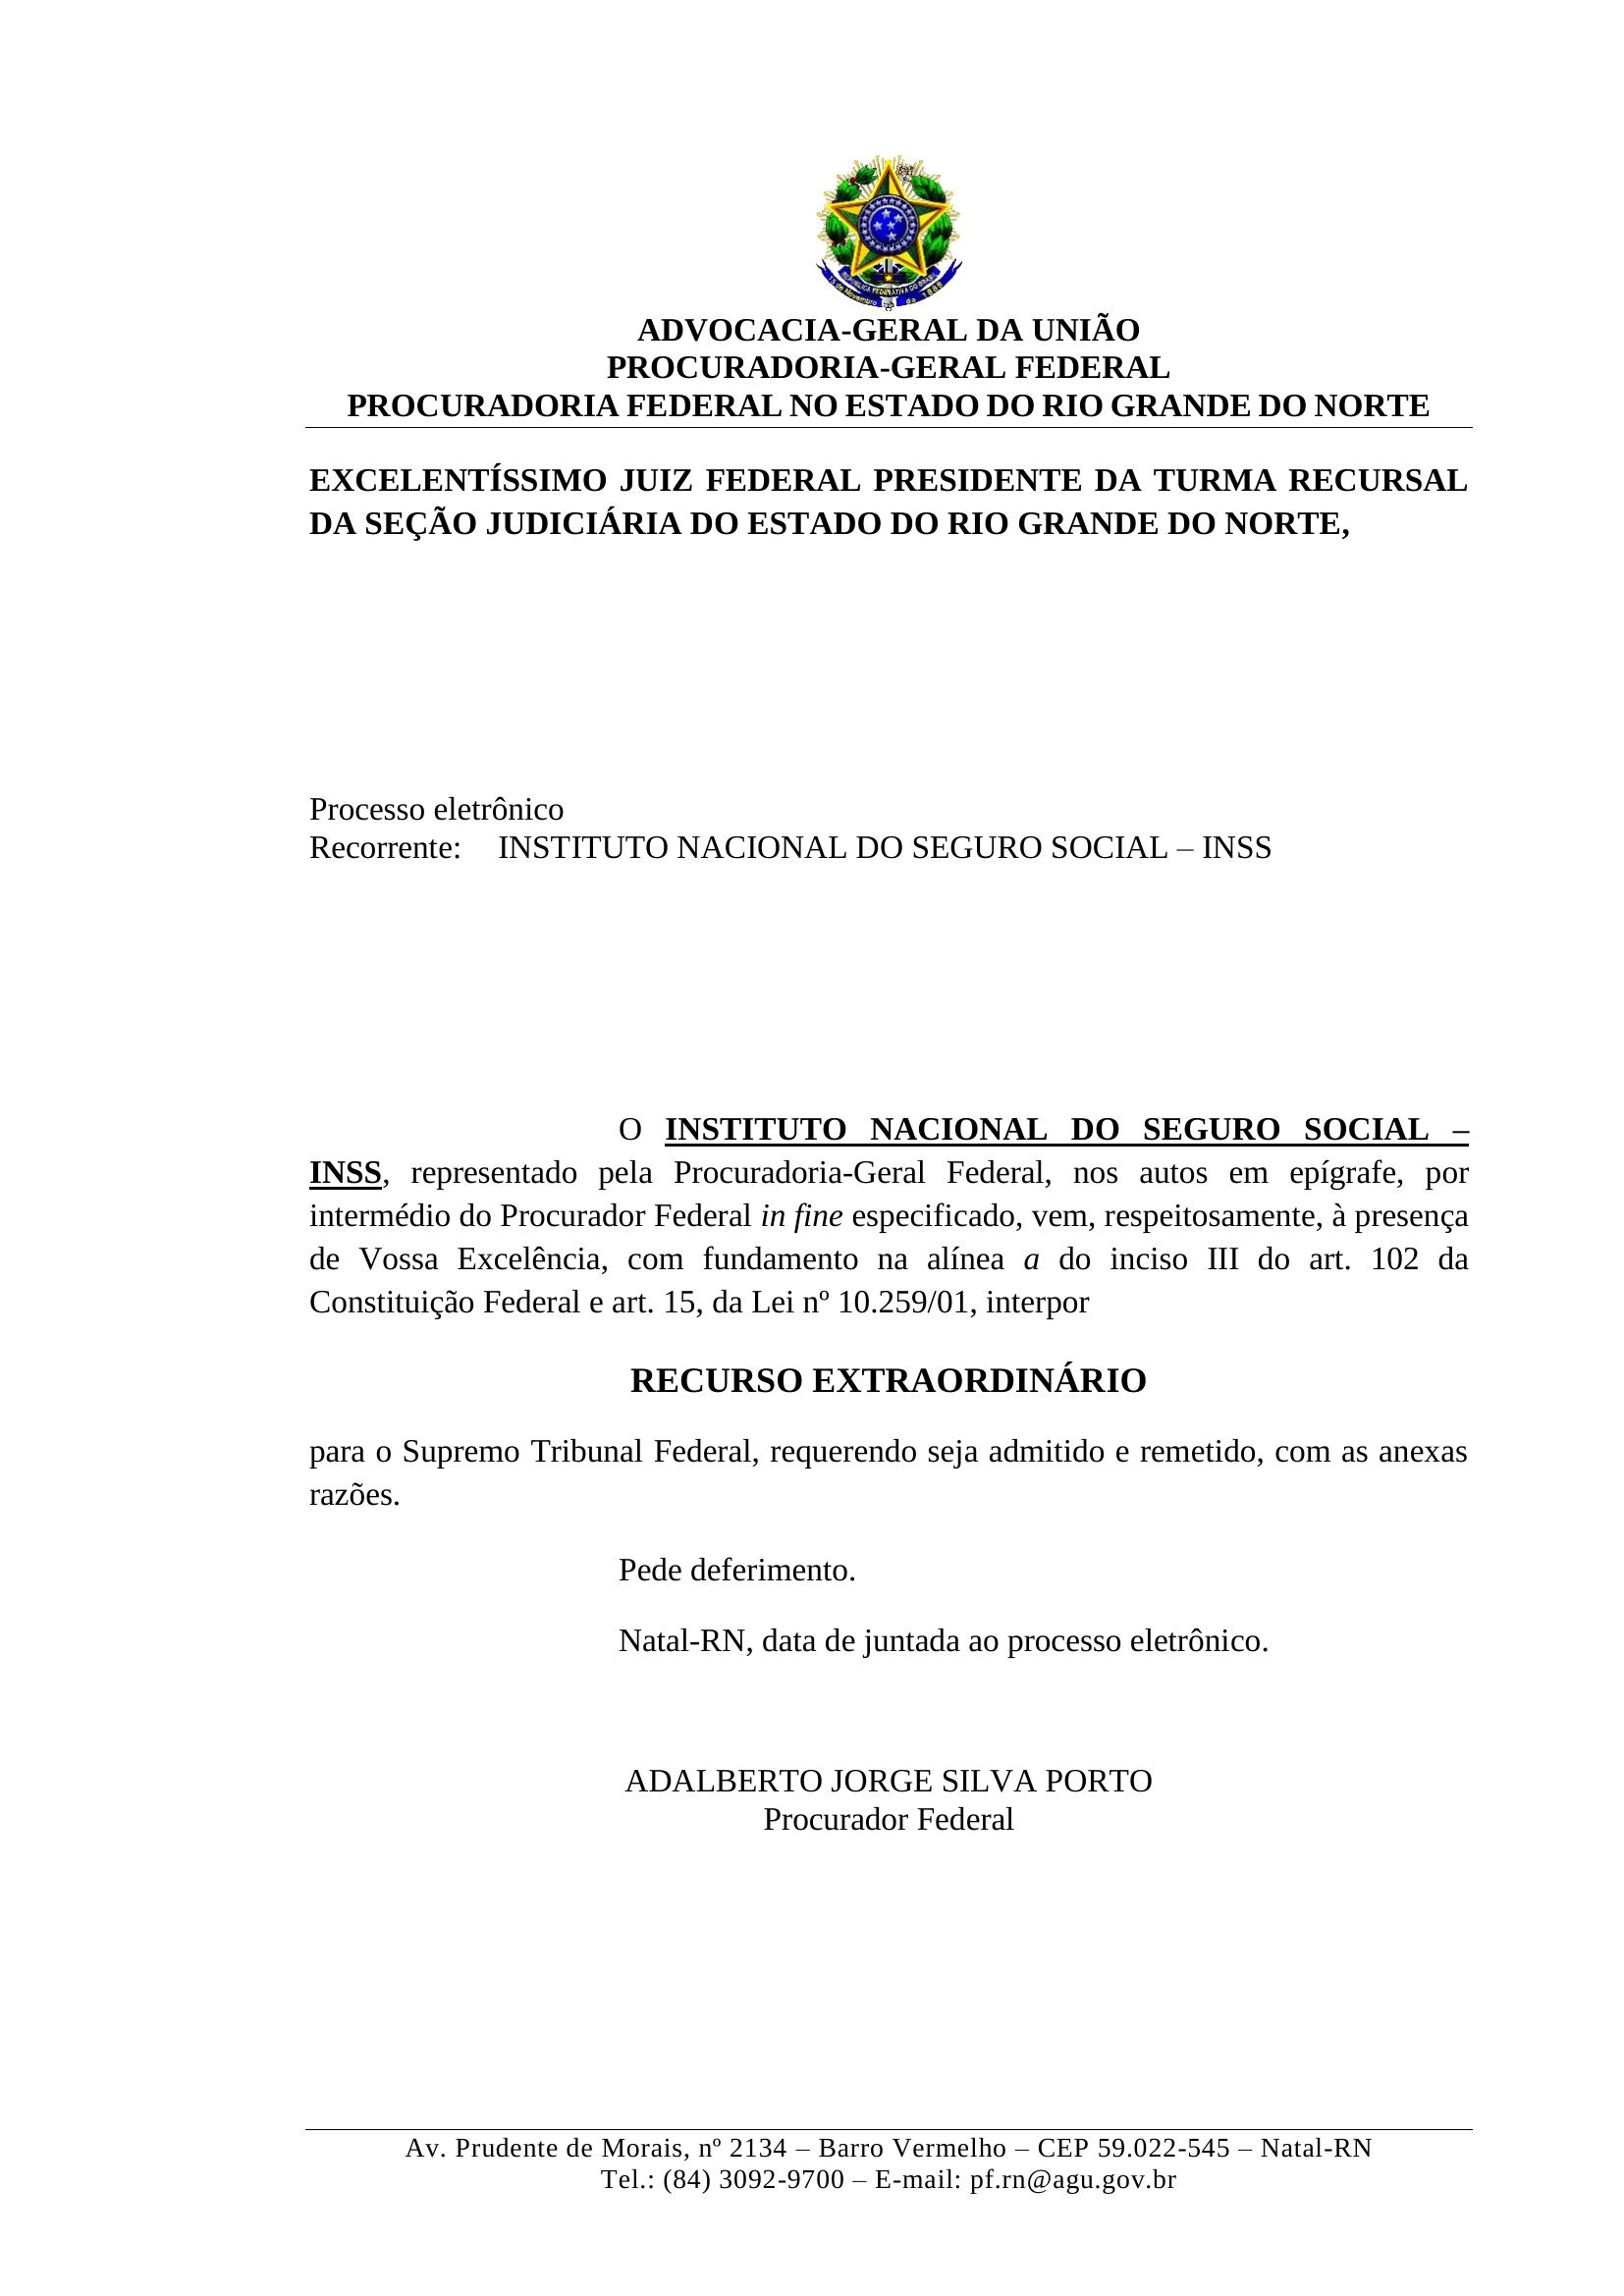 ADVOCACIA-GERAL DA UNIÃO
PROCURADORIA-GERAL FEDERAL
PROCURADORIA FEDERAL NO ESTADO DO RIO GRANDE DO NORTE
EXCELENTÍSSIMO JUIZ FEDERAL PRESIDENTE DA TURMA RECURSAL
DA SEÇÃO JUDICIÁRIA DO ESTADO DO RIO GRANDE DO NORTE,
Processo eletrônico
Recorrente: INSTITUTO NACIONAL DO SEGURO SOCIAL – INSS
O INSTITUTO NACIONAL DO SEGURO SOCIAL –
INSS, representado pela Procuradoria-Geral Federal, nos autos em epígrafe, por
intermédio do Procurador Federal in fine especificado, vem, respeitosamente, à presença
de Vossa Excelência, com fundamento na alínea a do inciso III do art. 102 da
Constituição Federal e art. 15, da Lei nº 10.259/01, interpor
RECURSO EXTRAORDINÁRIO
para o Supremo Tribunal Federal, requerendo seja admitido e remetido, com as anexas
razões.
Pede deferimento.
Natal-RN, data de juntada ao processo eletrônico.
ADALBERTO JORGE SILVA PORTO
Procurador Federal
Av. Prudente de Morais, nº 2134 – Barro Vermelho – CEP 59.022-545 – Natal-RN
Tel.: (84) 3092-9700 – E-mail: pf.rn@agu.gov.br